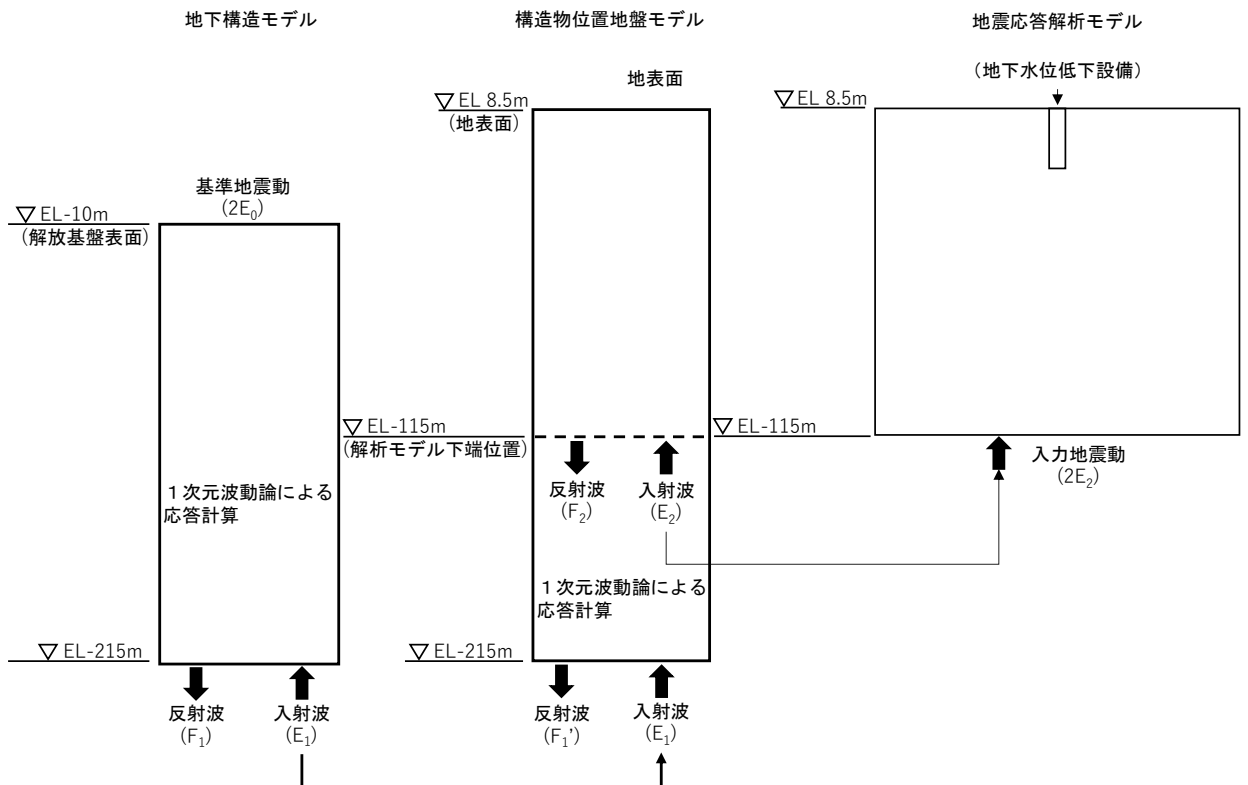 地下構造モデル
基準地震動
(2E₀)
▽ EL-10m
(解放基盤表面)
１次元波動論による
応答計算
▽ EL-215m
反射波
(F₁)
入射波
(E₁)
構造物位置地盤モデル
地表面
▽ EL 8.5m
(地表面)
▽ EL-115m
(解析モデル下端位置)
反射波
(F₂)
入射波
(E₂)
１次元波動論による
応答計算
▽ EL-215m
反射波
(F₁')
入射波
(E₁)
地震応答解析モデル
(地下水位低下設備)
▽ EL 8.5m
▽ EL-115m
入力地震動
(2E₂)